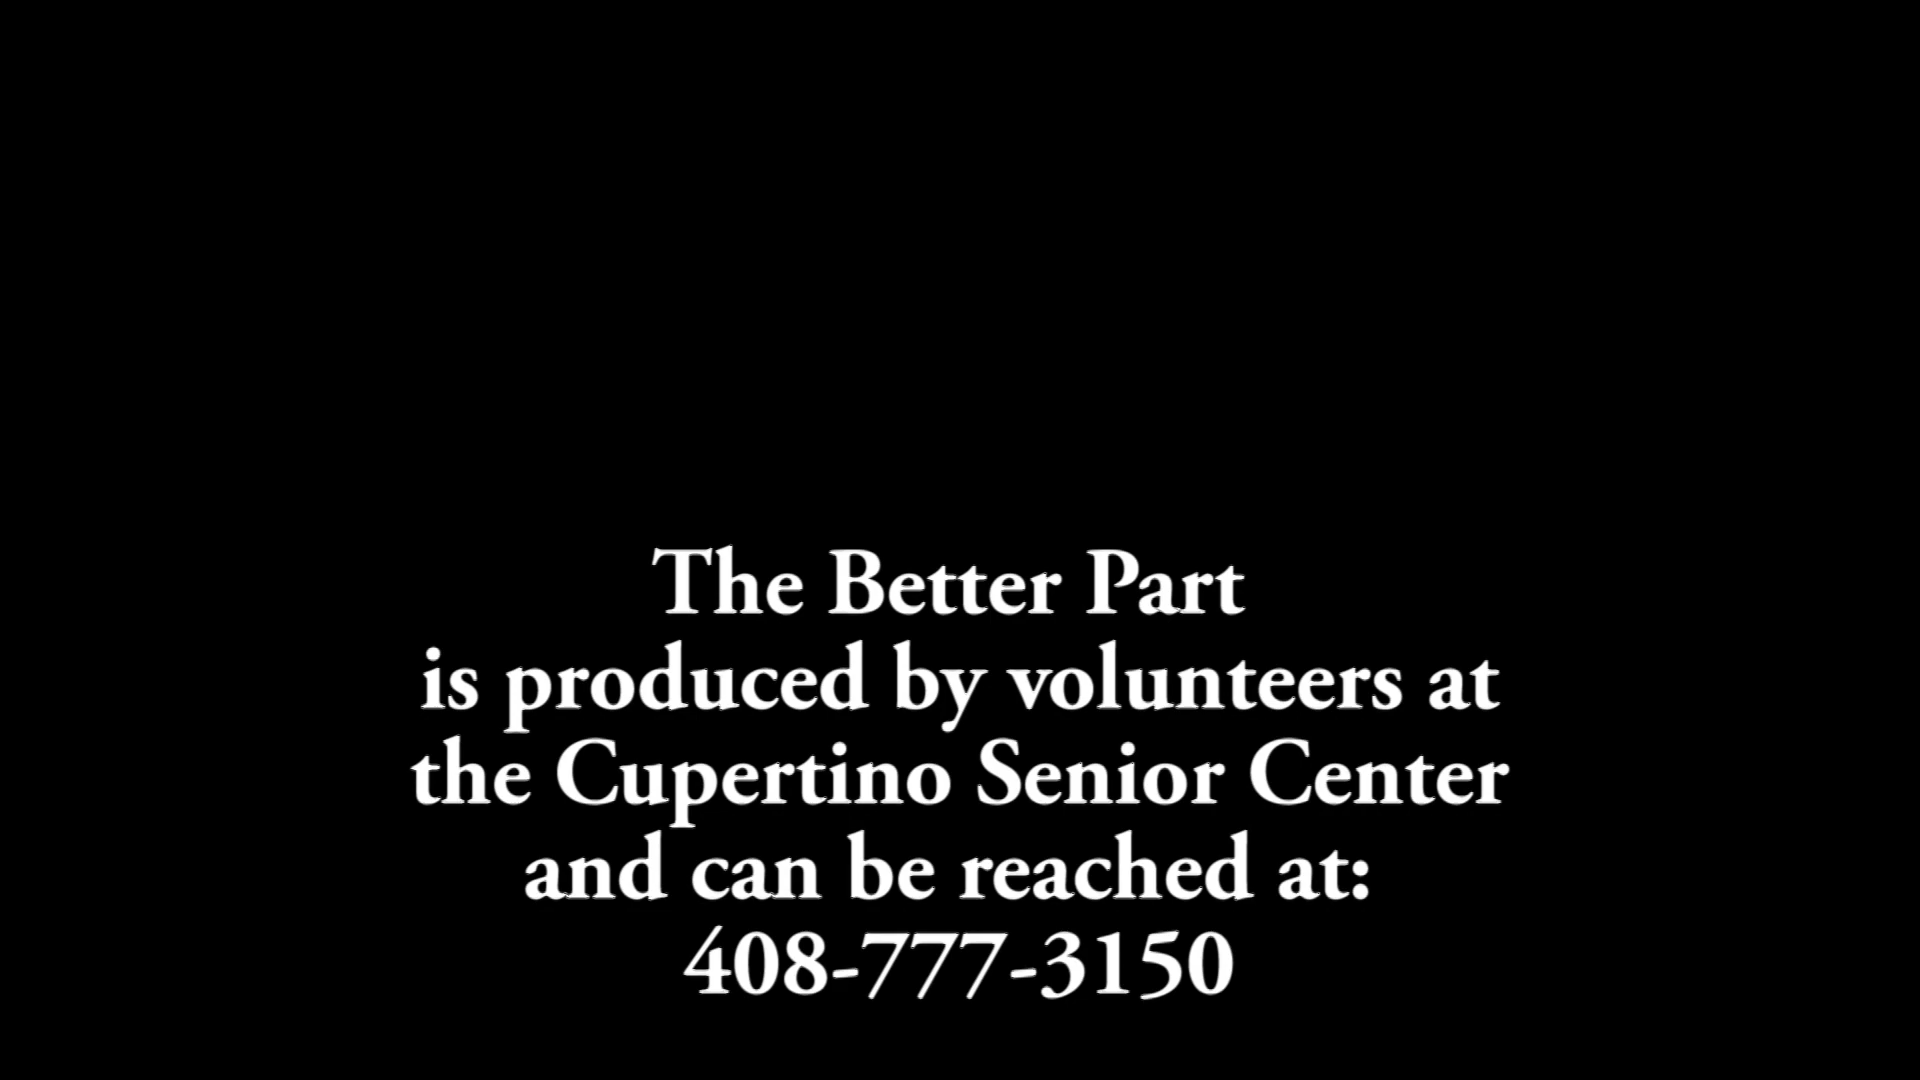 The Better Part
is produced by volunteers at
the Cupertino Senior Center
and can be reached at:
408-777-3150